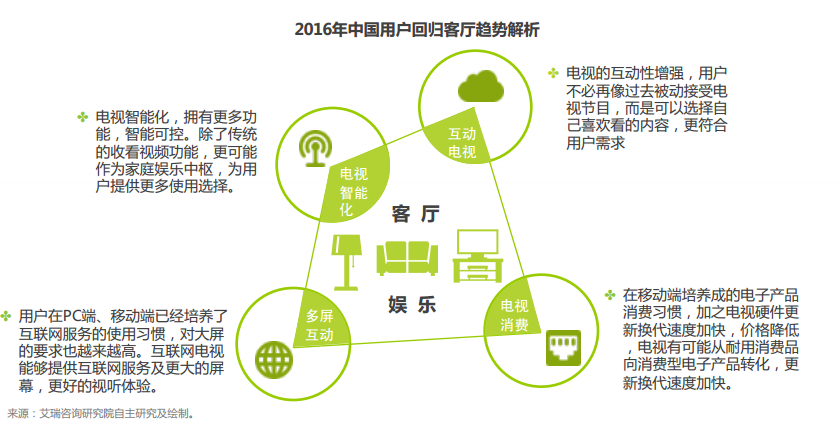 2016年中国用户回归客厅趋势解析
电视智能化，拥有更多功
能，智能可控。除了传统
的收看视频功能，更可能
作为家庭娱乐中枢，为用
户提供更多使用选择。
电视的互动性增强，用户
不必再像过去被动接受电
视节目，而是可以选择自
己喜欢看的内容，更符合
用户需求
互动
电视
电视
智能
化
客厅
娱乐
多屏
互动
电视
消费
用户在PC端、移动端已经培养了
互联网服务的使用习惯，对大屏
的要求也越来越高。互联网电视
能够提供互联网服务及更大的屏
幕，更好的视听体验。
在移动端培养成的电子产品
消费习惯，加之电视硬件更
新换代速度加快，价格降低
，电视有可能从耐用消费品
向消费型电子产品转化，更
新换代速度加快。
来源：艾瑞咨询研究院自主研究及绘制。